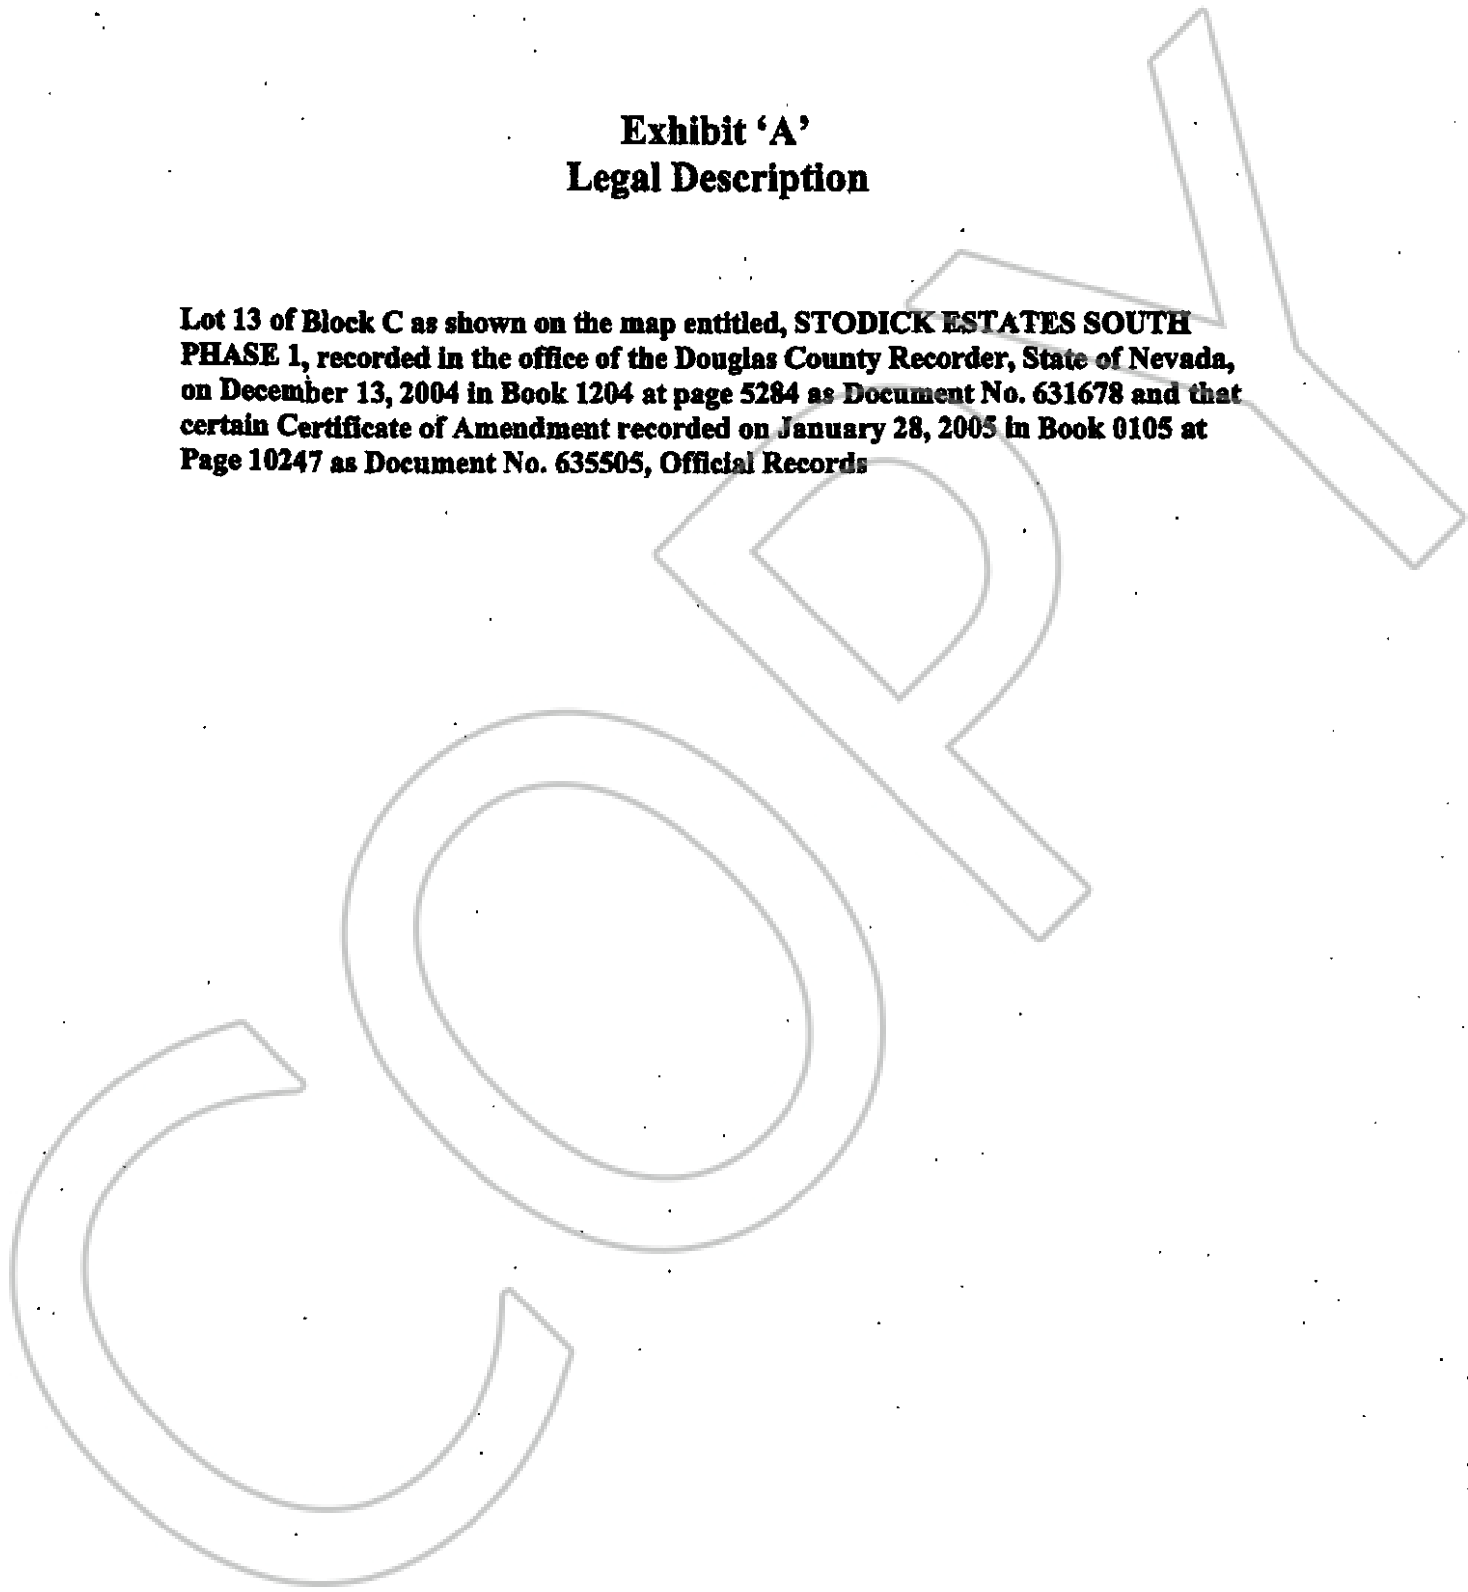 Exhibit ‘A’
Legal Description
Lot 13 of Block C as shown on the map entitled, STODICK ESTATES SOUTH
PHASE 1, recorded in the office of the Douglas County Recorder, State of Nevada,
on December 13, 2004 in Book 1204 at page 5284 as Document No. 631678 and that
certain Certificate of Amendment recorded on January 28, 2005 in Book 0105 at
Page 10247 as Document No. 635505, Official Records
COPY